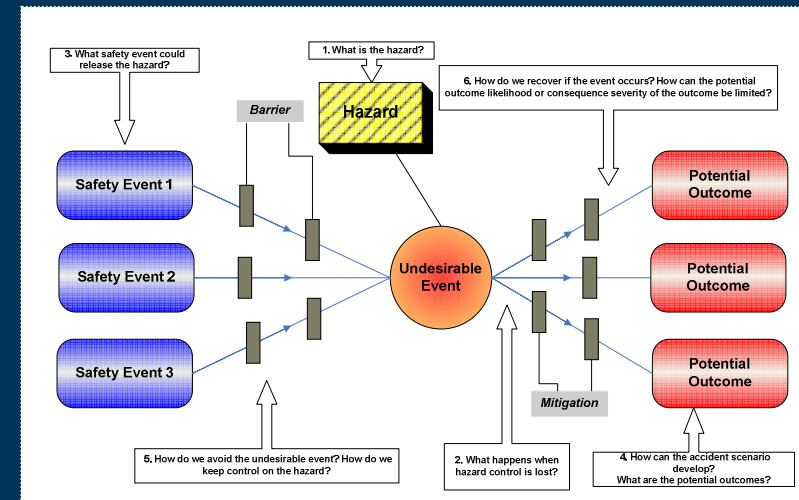 3. What safety event could
release the hazard?
1. What is the hazard?
6. How do we recover if the event occurs? How can the potential
outcome likelihood or consequence severity of the outcome be limited?
Barrier
Hazard
Safety Event 1
Potential
Outcome
Safety Event 2
Undesirable
Event
Potential
Outcome
Safety Event 3
Potential
Outcome
Mitigation
5. How do we avoid the undesirable event? How do we
keep control on the hazard?
2. What happens when
hazard control is lost?
4. How can the accident scenario
develop?
What are the potential outcomes?